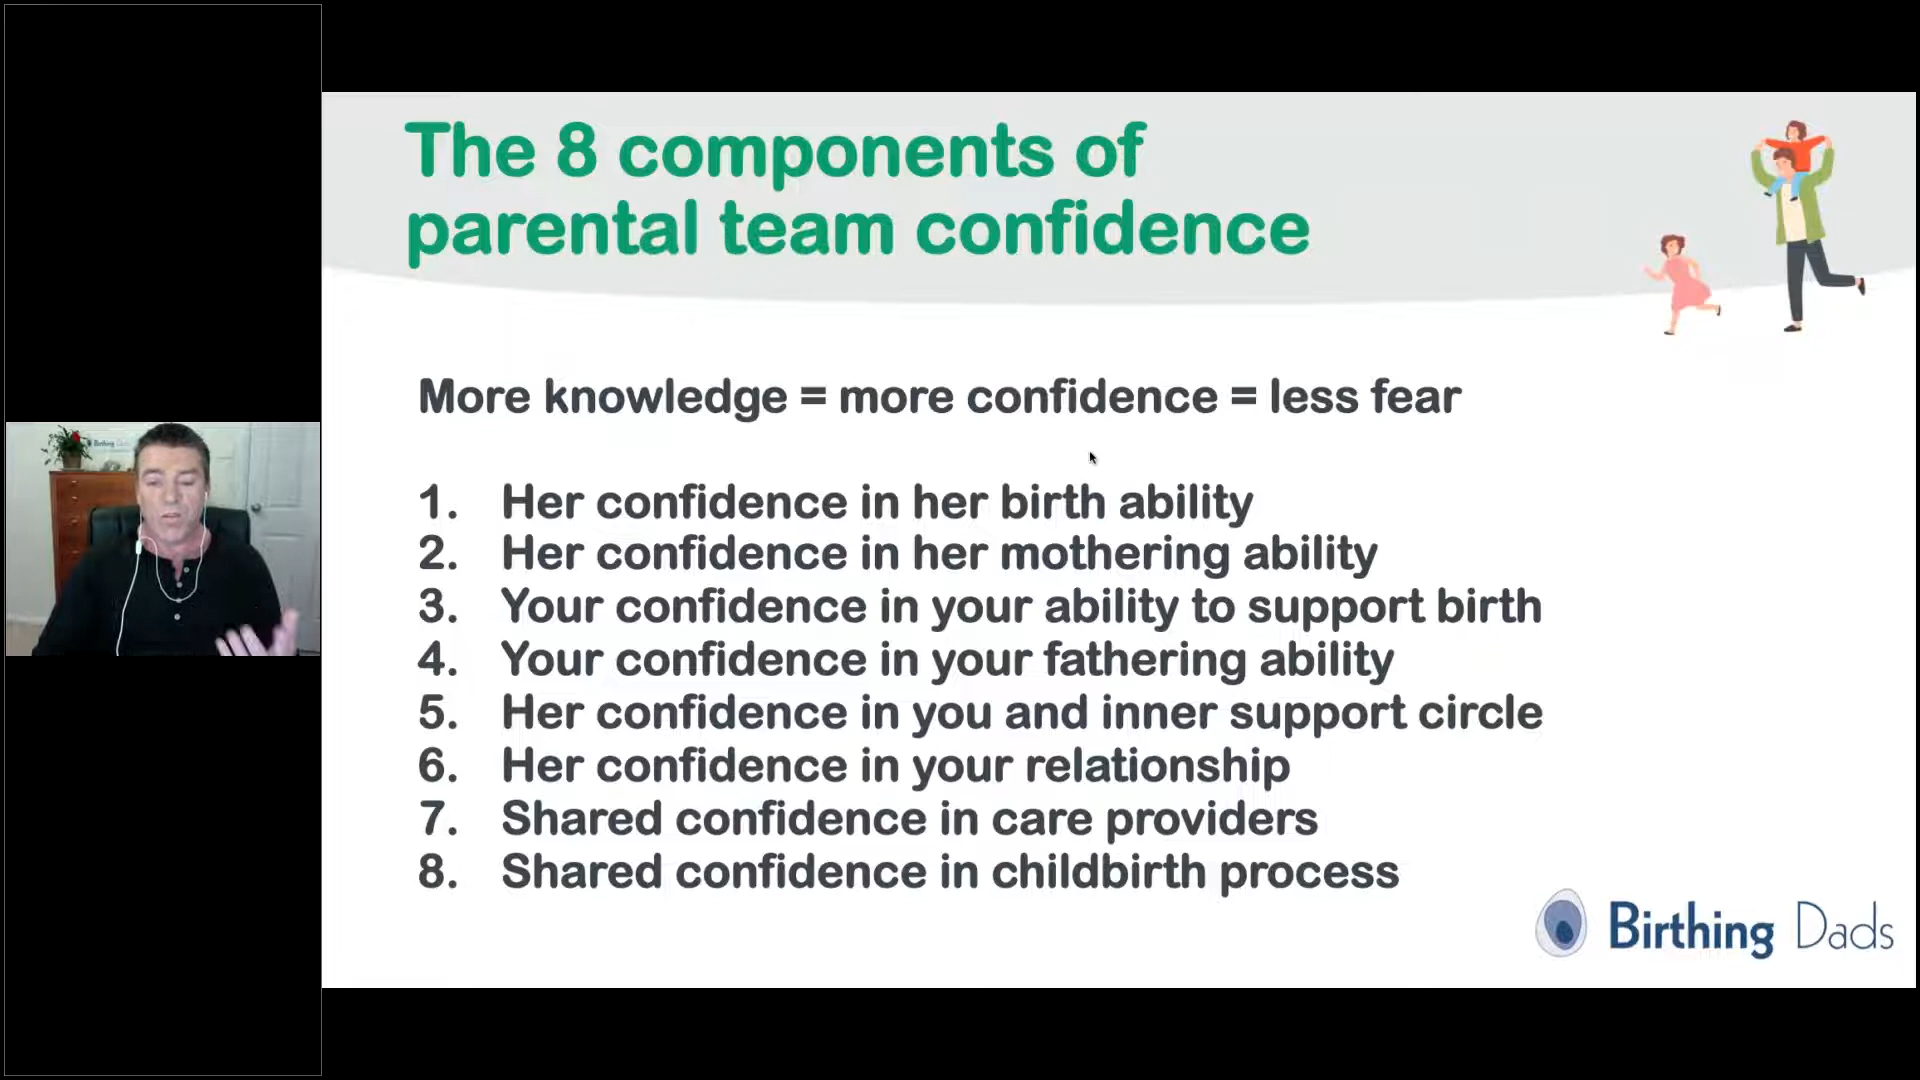 The 8 components of
parental team confidence
More knowledge = more confidence = less fear
1. Her confidence in her birth ability
2. Her confidence in her mothering ability
3. Your confidence in your ability to support birth
4. Your confidence in your fathering ability
5. Her confidence in you and inner support circle
6. Her confidence in your relationship
7. Shared confidence in care providers
8. Shared confidence in childbirth process
Birthing Dads
Birthing Dads